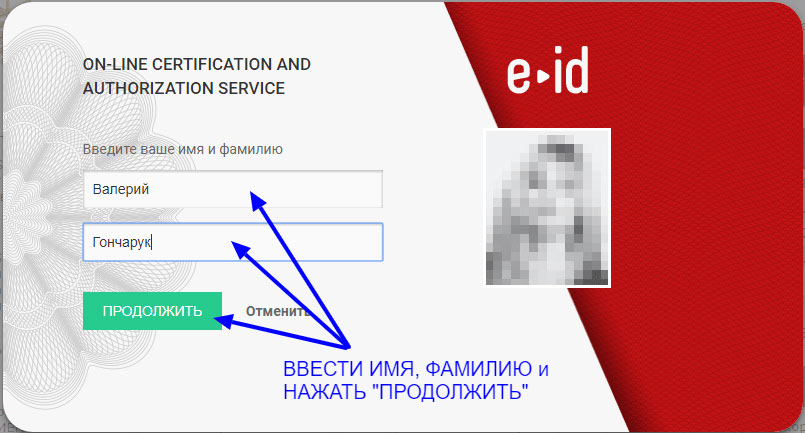 ON-LINE CERTIFICATION AND
AUTHORIZATION SERVICE
e-id
Введите ваше имя и фамилию
Валерий
Гончарук
ПРОДОЛЖИТЬ Отменить
ВВЕСТИ ИМЯ, ФАМИЛИЮ и
НАЖАТЬ "ПРОДОЛЖИТЬ"